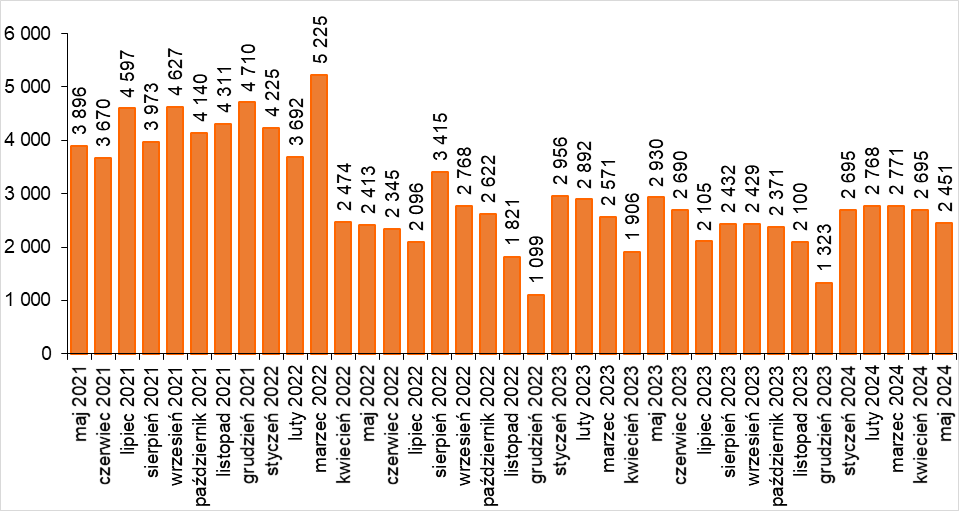 6 000
5 000
4 000
3 000
2 000
1 000
0
3 896
3 670
4 597
3 973
4 627
4 140
4 311
4 710
4 225
3 692
5 225
2 474
2 413
2 345
2 096
3 415
2 768
2 622
1 821
1 099
2 956
2 892
2 571
1 906
2 930
2 690
2 105
2 432
2 429
2 371
2 100
1 323
2 695
2 768
2 771
2 695
2 451
maj 2021
czerwiec 2021
lipiec 2021
sierpień 2021
wrzesień 2021
październik 2021
listopad 2021
grudzień 2021
styczeń 2022
luty 2022
marzec 2022
kwiecień 2022
maj 2022
czerwiec 2022
lipiec 2022
sierpień 2022
wrzesień 2022
październik 2022
listopad 2022
grudzień 2022
styczeń 2023
luty 2023
marzec 2023
kwiecień 2023
maj 2023
czerwiec 2023
lipiec 2023
sierpień 2023
wrzesień 2023
październik 2023
listopad 2023
grudzień 2023
styczeń 2024
luty 2024
marzec 2024
kwiecień 2024
maj 2024